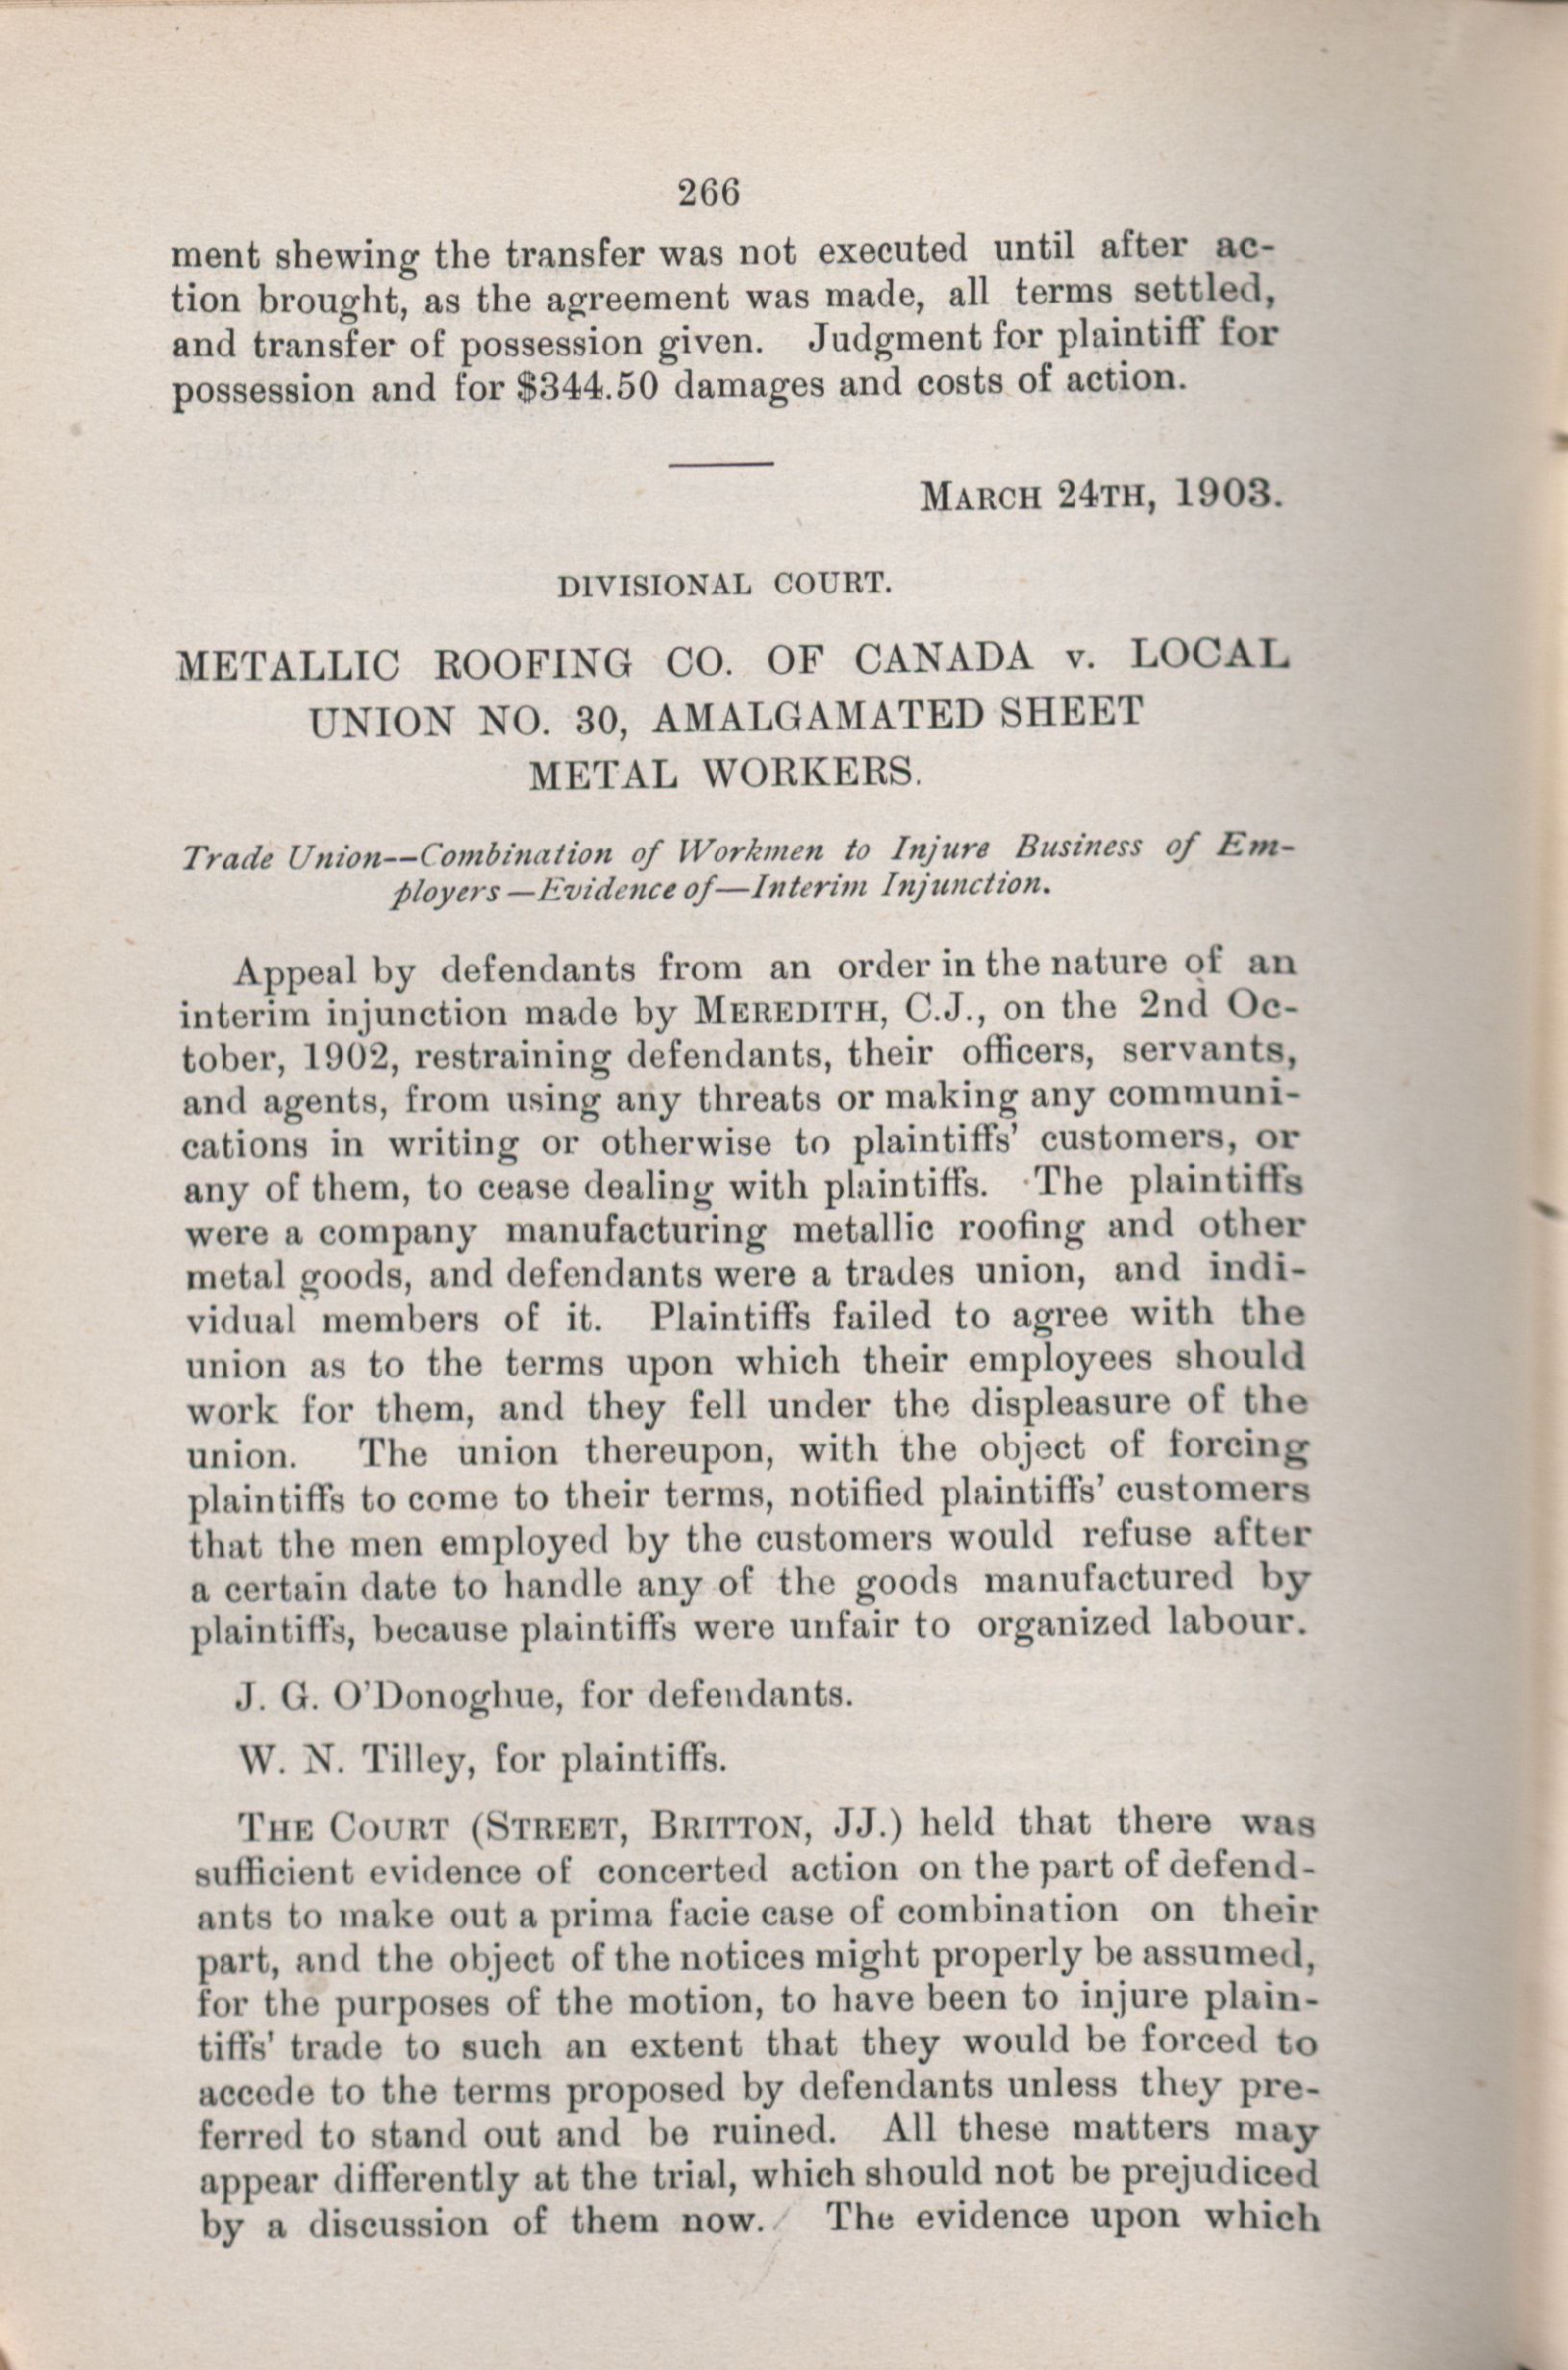 266
ment shewing the transfer was not executed until after ac-
tion brought, as the agreement was made, all terms settled,
and transfer of possession given. Judgment for plaintiff for
possession and for $344.50 damages and costs of action.
MARCH 24TH, 1903.
DIVISIONAL COURT.
METALLIC ROOFING CO. OF CANADA v. LOCAL
UNION NO. 30, AMALGAMATED SHEET
METAL WORKERS.
Trade Union--Combination of Workmen to Injure Business of Em-
ployers—Evidence of—Interim Injunction.
Appeal by defendants from an order in the nature of an
interim injunction made by MEREDITH, C.J., on the 2nd Oc-
tober, 1902, restraining defendants, their officers, servants,
and agents, from using any threats or making any communi-
cations in writing or otherwise to plaintiffs' customers, or
any of them, to cease dealing with plaintiffs. The plaintiffs
were a company manufacturing metallic roofing and other
metal goods, and defendants were a trades union, and indi-
vidual members of it. Plaintiffs failed to agree with the
union as to the terms upon which their employees should
work for them, and they fell under the displeasure of the
union. The union thereupon, with the object of forcing
plaintiffs to come to their terms, notified plaintiffs' customers
that the men employed by the customers would refuse after
a certain date to handle any of the goods manufactured by
plaintiffs, because plaintiffs were unfair to organized labour.
J. G. O'Donoghue, for defendants.
W. N. Tilley, for plaintiffs.
THE COURT (STREET, BRITTON, JJ.) held that there was
sufficient evidence of concerted action on the part of defend-
ants to make out a prima facie case of combination on their
part, and the object of the notices might properly be assumed,
for the purposes of the motion, to have been to injure plain-
tiffs' trade to such an extent that they would be forced to
accede to the terms proposed by defendants unless they pre-
ferred to stand out and be ruined. All these matters may
appear differently at the trial, which should not be prejudiced
by a discussion of them now. The evidence upon which